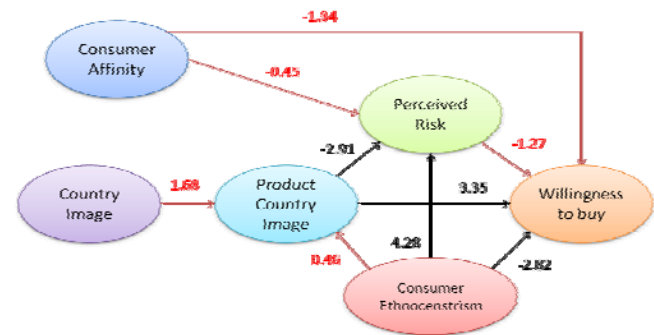 -1.94
Consumer
Affinity
-0.45
Perceived
Risk
-2.91
-1.27
Country
Image
1.68
Product
Country
Image
3.35
Willingness
to buy
4.28
0.46
-2.82
Consumer
Ethnocenstrism